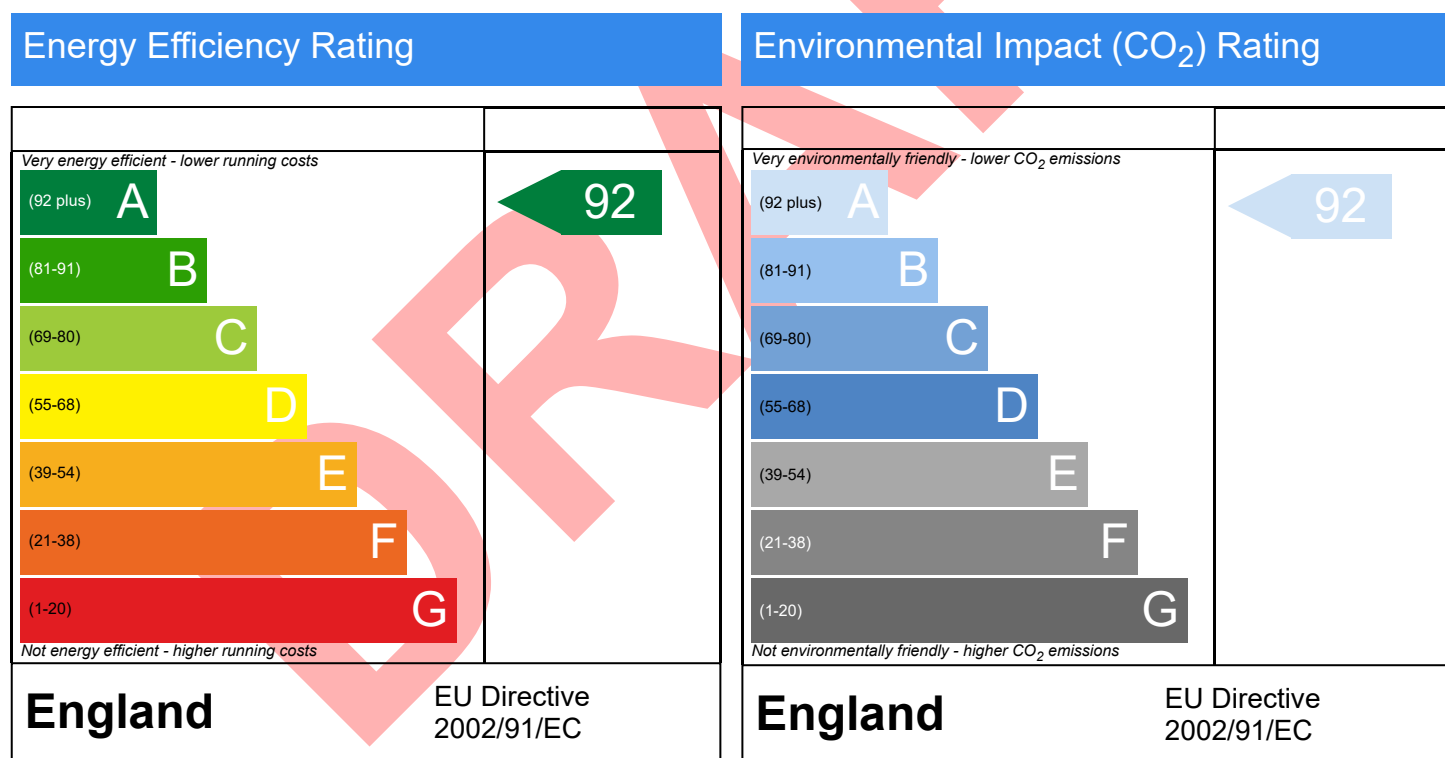 Energy Efficiency Rating
Very energy efficient - lower running costs
(92 plus) A
92
(81-91) B
(69-80) C
(55-68) D
(39-54) E
(21-38) F
(1-20) G
Not energy efficient - higher running costs
England
EU Directive
2002/91/EC
Environmental Impact (CO₂) Rating
Very environmentally friendly - lower CO₂ emissions
(92 plus) A
92
(81-91) B
(69-80) C
(55-68) D
(39-54) E
(21-38) F
(1-20) G
Not environmentally friendly - higher CO₂ emissions
England
EU Directive
2002/91/EC
DRA